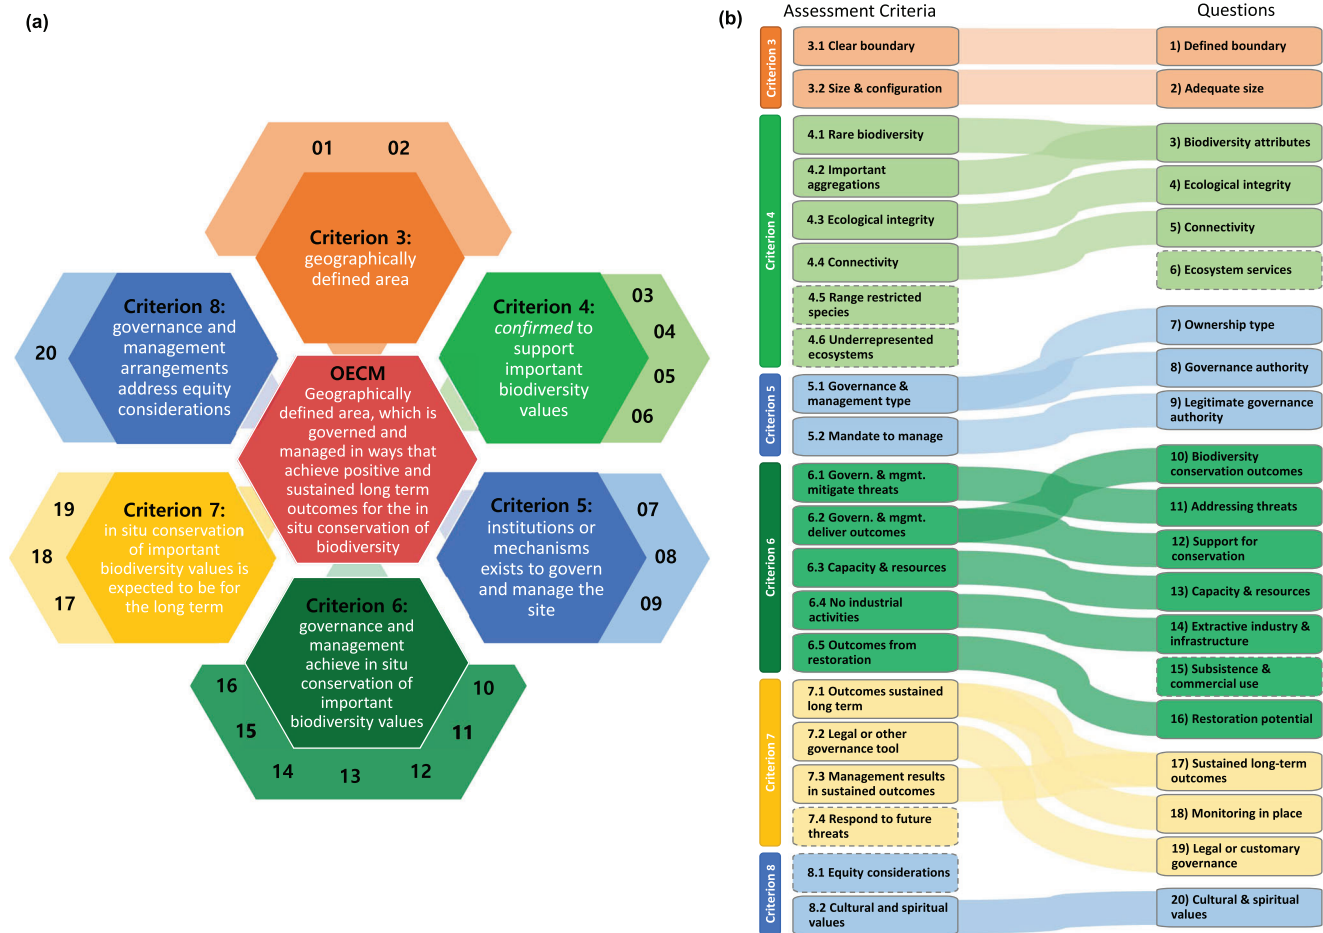 (a)
01 02
Criterion 3:
geographically
defined area
Criterion 8:
governance and
management
arrangements
address equity
considerations
20
Criterion 4:
confirmed to
support
important
biodiversity
values
03
04
05
06
OECM
Geographically
defined area, which is
governed and
managed in ways that
achieve positive and
sustained long term
outcomes for the in
situ conservation of
biodiversity
19
18
17
Criterion 7:
in situ conservation
of important
biodiversity values is
expected to be for
the long term
Criterion 5:
institutions or
mechanisms
exists to govern
and manage the
site
07
08
09
Criterion 6:
governance and
management
achieve in situ
conservation of
important
biodiversity values
16
15
14
13
12
11
10
(b)
Assessment Criteria
Questions
Criterion 3
3.1 Clear boundary
3.2 Size & configuration
1) Defined boundary
2) Adequate size
Criterion 4
4.1 Rare biodiversity
4.2 Important
aggregations
4.3 Ecological integrity
4.4 Connectivity
4.5 Range restricted
species
4.6 Underrepresented
ecosystems
3) Biodiversity attributes
4) Ecological integrity
5) Connectivity
6) Ecosystem services
Criterion 5
5.1 Governance &
management type
5.2 Mandate to manage
7) Ownership type
8) Governance authority
9) Legitimate governance
authority
Criterion 6
6.1 Govern. & mgmt.
mitigate threats
6.2 Govern. & mgmt.
deliver outcomes
6.3 Capacity & resources
6.4 No industrial
activities
6.5 Outcomes from
restoration
10) Biodiversity
conservation outcomes
11) Addressing threats
12) Support for
conservation
13) Capacity & resources
14) Extractive industry &
infrastructure
15) Subsistence &
commercial use
16) Restoration potential
Criterion 7
7.1 Outcomes sustained
long term
7.2 Legal or other
governance tool
7.3 Management results
in sustained outcomes
7.4 Respond to future
threats
17) Sustained long-term
outcomes
18) Monitoring in place
19) Legal or customary
governance
Criterion 8
8.1 Equity considerations
8.2 Cultural and spiritual
values
20) Cultural & spiritual
values